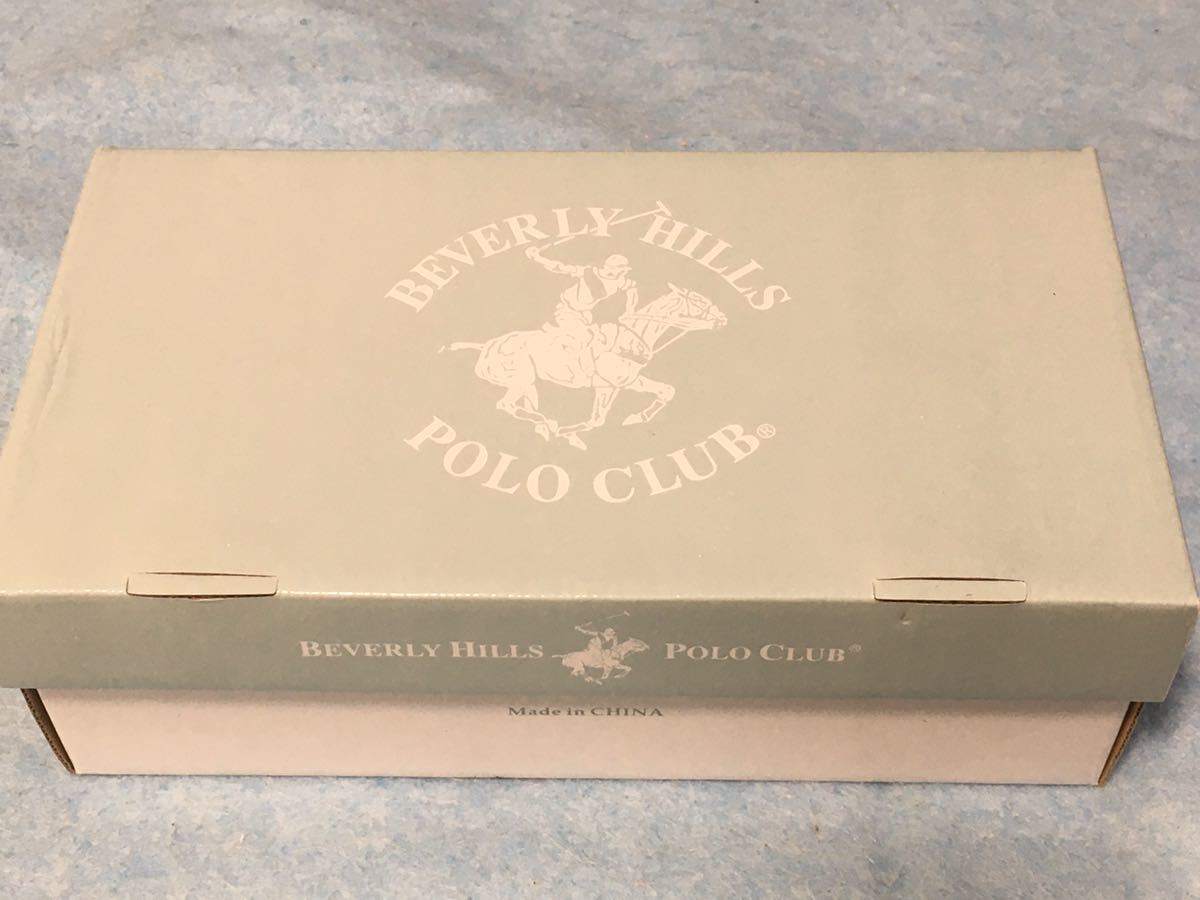 BEVERLY HILLS
POLO CLUB®
BEVERLY HILLS POLO CLUB®
Made in CHINA